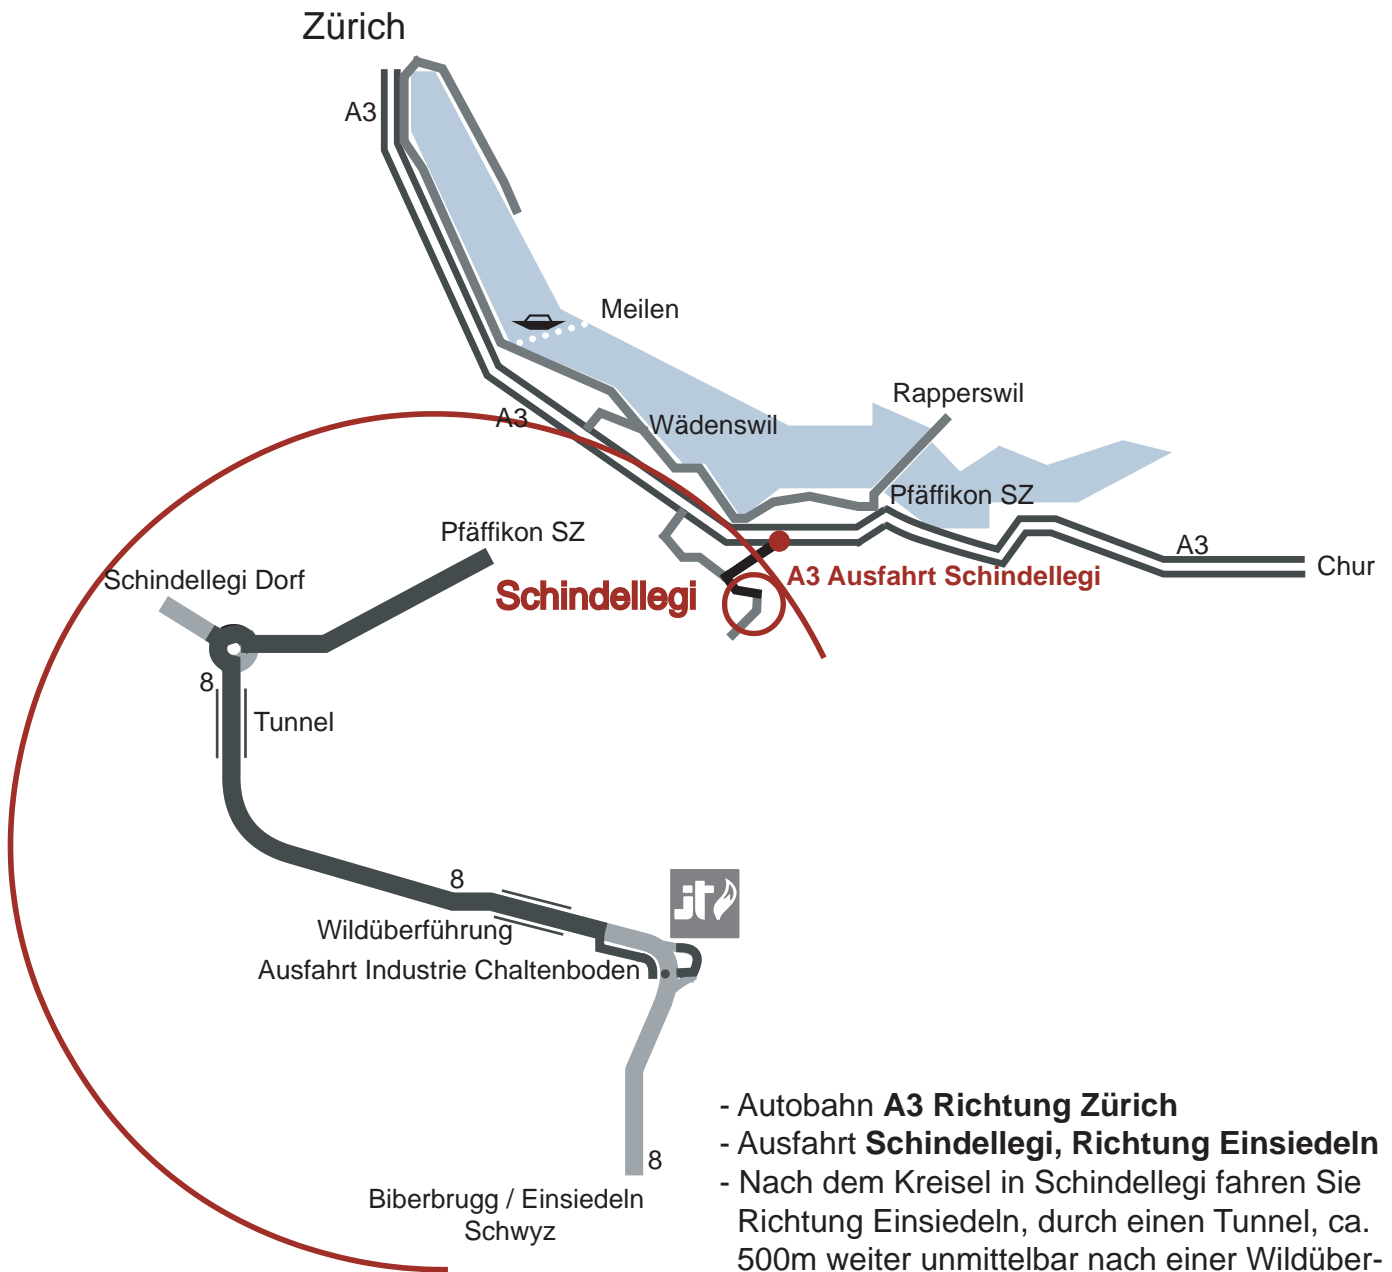 Zürich
A3
Meilen
Rapperswil
A3
Wädenswil
Pfäffikon SZ
Pfäffikon SZ
A3
Chur
Schindellegi Dorf
A3 Ausfahrt Schindellegi
Schindellegi
8
Tunnel
8
jt
Wildüberführung
Ausfahrt Industrie Chaltenboden
- Autobahn A3 Richtung Zürich
- Ausfahrt Schindellegi, Richtung Einsiedeln
8
- Nach dem Kreisel in Schindellegi fahren Sie
Richtung Einsiedeln, durch einen Tunnel, ca.
500m weiter unmittelbar nach einer Wildüber-
Biberbrugg / Einsiedeln
Schwyz